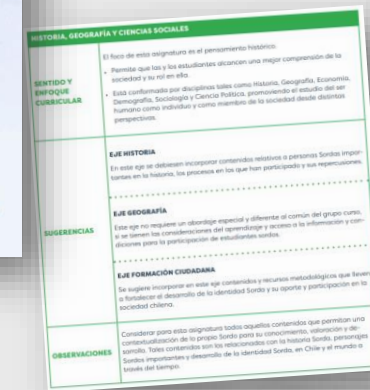 HISTORIA, GEOGRAFÍA Y CIENCIAS SOCIALES
SENTIDO Y
ENFOQUE
CURRICULAR
El foco de esta asignatura es el pensamiento histórico:
• Permite que las y los estudiantes alcancen una mejor comprensión de la
sociedad y su rol en ella.
• Está conformada por disciplinas tales como Historia, Geografía, Economía,
Demografía, Sociología y Ciencia Política, promoviendo el estudio del ser
humano como individuo y como miembro de la sociedad desde distintas
perspectivas.
SUGERENCIAS
EJE HISTORIA
En este eje se debiesen incorporar contenidos relativos a personas Sordas impor-
tantes en la historia, los procesos en los que han participado y sus repercusiones.
EJE GEOGRAFÍA
Este eje no requiere un abordaje especial y diferente al común del grupo curso,
si se tienen las consideraciones del aprendizaje y acceso a la información y con-
diciones para la participación de estudiantes sordos.
EJE FORMACIÓN CIUDADANA
Se sugiere incorporar en este eje contenidos y recursos metodológicos que lleven
a fortalecer el desarrollo de la identidad Sorda y su aporte y participación en la
sociedad chilena.
OBSERVACIONES
Considerar para esta asignatura todos aquellos contenidos que permitan una
contextualización de lo propio Sordo para su conocimiento, valoración y de-
sarrollo. Tales contenidos son los relacionados con la historia Sorda, personajes
Sordos importantes y desarrollo de la identidad Sorda, en Chile y el mundo a
través del tiempo.